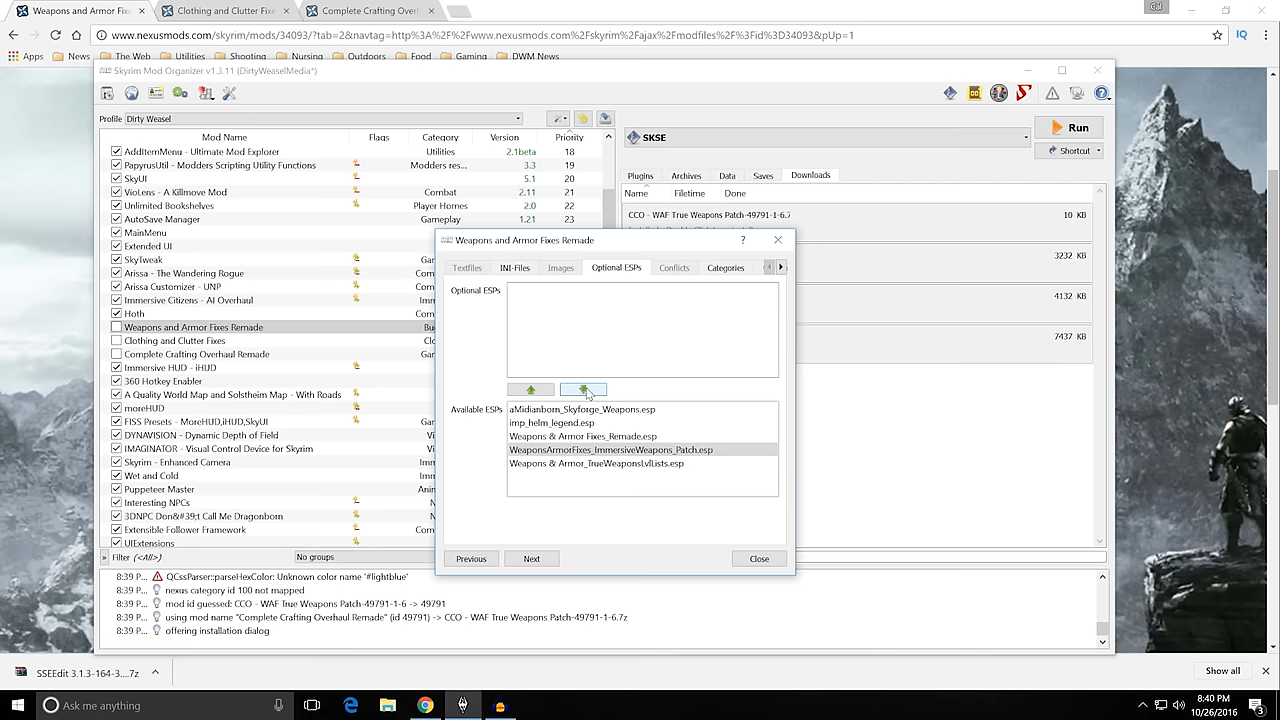 Weapons and Armor Fix
Clothing and Clutter Fixe
Complete Crafting Over
www.nexusmods.com/skyrim/mods/34093/?tab=2&navtag=http%3A%2F%2Fwww.nexusmods.com%2Fskyrim%2Fajax%2Fmodfiles%2F%3Fid%3D34093&pUp=1
IQ
Apps
News
The Web
Utilities
Shooting
Nursing
Outdoors
Food
Gaming
DWM News
Skyrim Mod Organizer v1.3.11 (DirtyWeaselMedia*)
Profile
Dirty Weasel
SKSE
Run
Shortcut
Mod Name
Flags
Category
Version
Priority
AddItemMenu - Ultimate Mod Explorer Utilities 2.1beta 18
PapyrusUtil - Modders Scripting Utility Functions Modders res... 3.3 19
SkyUI 5.1 20
VioLens - A Killmove Mod Combat 2.11 21
Unlimited Bookshelves Player Homes 2.0 22
AutoSave Manager Gameplay 1.21 23
MainMenu
Extended UI
SkyTweak Ga
Arissa - The Wandering Rogue Com
Arissa Customizer - UNP Com
Immersive Citizens - AI Overhaul Imm
Hoth Com
Weapons and Armor Fixes Remade Bu
Clothing and Clutter Fixes Clo
Complete Crafting Overhaul Remade Gar
Immersive HUD - iHUD
360 Hotkey Enabler
A Quality World Map and Solstheim Map - With Roads
moreHUD
FISS Presets - MoreHUD,iHUD,SkyUI
DYNAVISION - Dynamic Depth of Field
IMAGINATOR - Visual Control Device for Skyrim
Skyrim - Enhanced Camera
Wet and Cold
Puppeteer Master
Interesting NPCs
3DNPC Don&#39;t Call Me Dragonborn
Extensible Follower Framework
UIExtensions
Filter (<All>)
No groups
Plugins
Archives
Data
Saves
Downloads
Name
Filetime
Done
CCO - WAF True Weapons Patch-49791-1-6.7 10 KB
3232 KB
4132 KB
7437 KB
Weapons and Armor Fixes Remade
?
Textfiles
INI-Files
Images
Optional ESPs
Conflicts
Categories
Optional ESPs
Available ESPs
aMidianborn_Skyforge_Weapons.esp
imp_helm_legend.esp
Weapons & Armor Fixes_Remade.esp
WeaponsArmorFixes_ImmersiveWeapons_Patch.esp
Weapons & Armor_TrueWeaponsLvlLists.esp
Previous
Next
Close
8:39 P... QCssParser::parseHexColor: Unknown color name '#lightblue'
8:39 P... nexus category id 100 not mapped
8:39 P... mod id guessed: CCO - WAF True Weapons Patch-49791-1-6 -> 49791
8:39 P... using mod name "Complete Crafting Overhaul Remade" (id 49791) -> CCO - WAF True Weapons Patch-49791-1-6.7z
8:39 P... offering installation dialog
SSEEdit 3.1.3-164-3....7z
Show all
Ask me anything
8:40 PM
10/26/2016
3